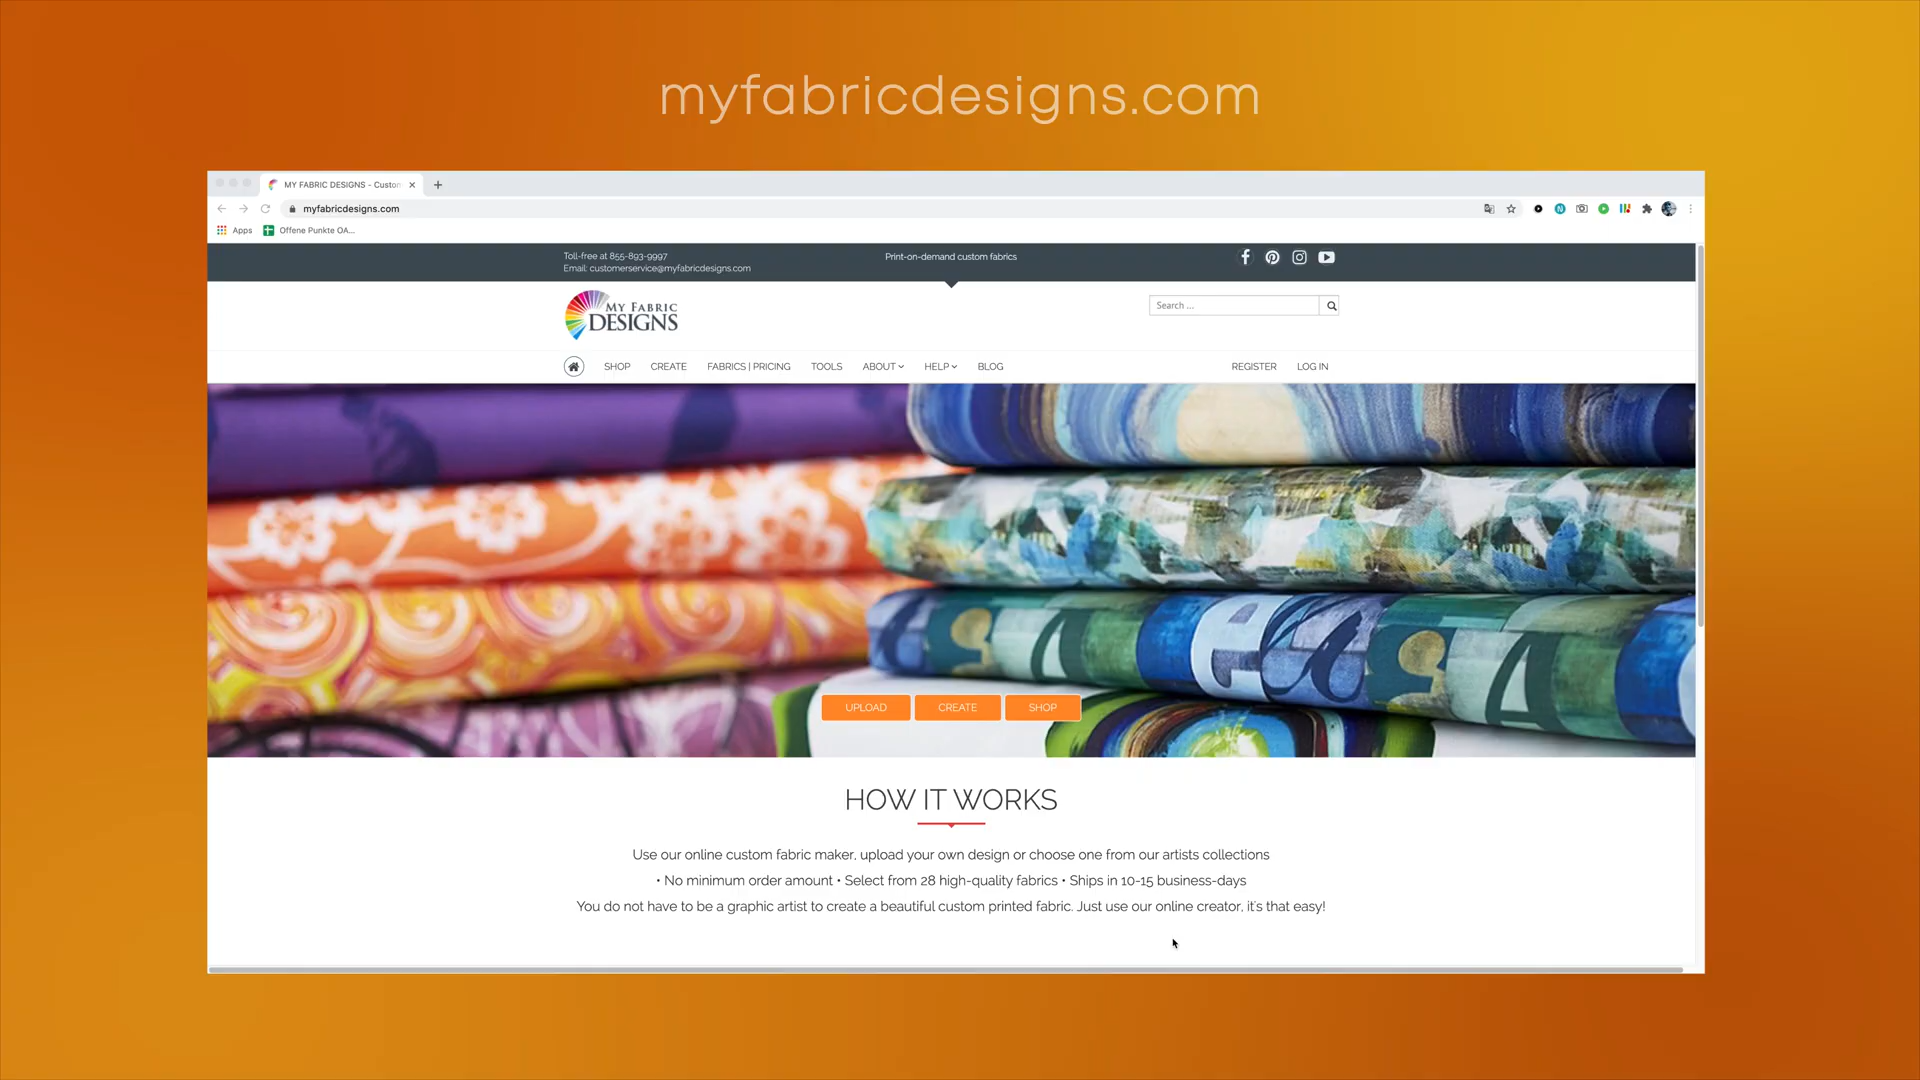 myfabricdesigns.com
MY FABRIC DESIGNS - Custom
myfabricdesigns.com
Apps
Offene Punkte OA...
Toll-free at 855-893-9997
Email: customerservice@myfabricdesigns.com
Print-on-demand custom fabrics
MY FABRIC
DESIGNS
Search ...
SHOP
CREATE
FABRICS | PRICING
TOOLS
ABOUT
HELP
BLOG
REGISTER
LOG IN
UPLOAD
CREATE
SHOP
HOW IT WORKS
Use our online custom fabric maker, upload your own design or choose one from our artists collections
• No minimum order amount • Select from 28 high-quality fabrics • Ships in 10-15 business-days
You do not have to be a graphic artist to create a beautiful custom printed fabric. Just use our online creator, it's that easy!